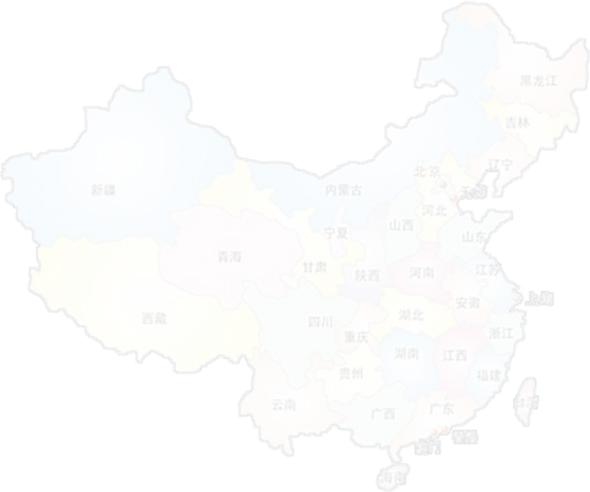 黑龙江
吉林
辽宁
北京
天津
新疆
内蒙古
河北
山西
宁夏
山东
青海
甘肃
陕西
河南
江苏
上海
安徽
西藏
四川
湖北
重庆
浙江
湖南
江西
贵州
福建
云南
广西
广东
台湾
香港
澳门
海南